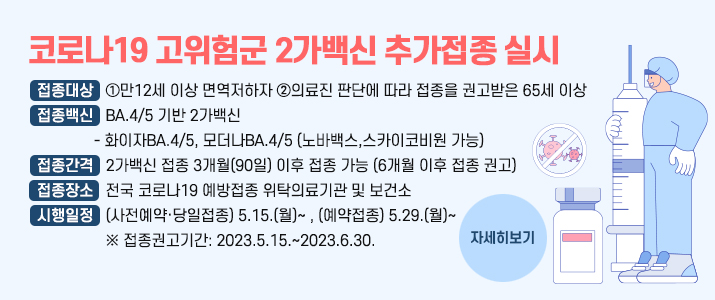 코로나19 고위험군 2가백신 추가접종 실시
접종대상 ①만12세 이상 면역저하자 ②의료진 판단에 따라 접종을 권고받은 65세 이상
접종백신 BA.4/5 기반 2가백신
- 화이자BA.4/5, 모더나BA.4/5 (노바백스,스카이코비원 가능)
접종간격 2가백신 접종 3개월(90일) 이후 접종 가능 (6개월 이후 접종 권고)
접종장소 전국 코로나19 예방접종 위탁의료기관 및 보건소
시행일정 (사전예약·당일접종) 5.15.(월)~ , (예약접종) 5.29.(월)~
※ 접종권고기간: 2023.5.15.~2023.6.30.
자세히보기